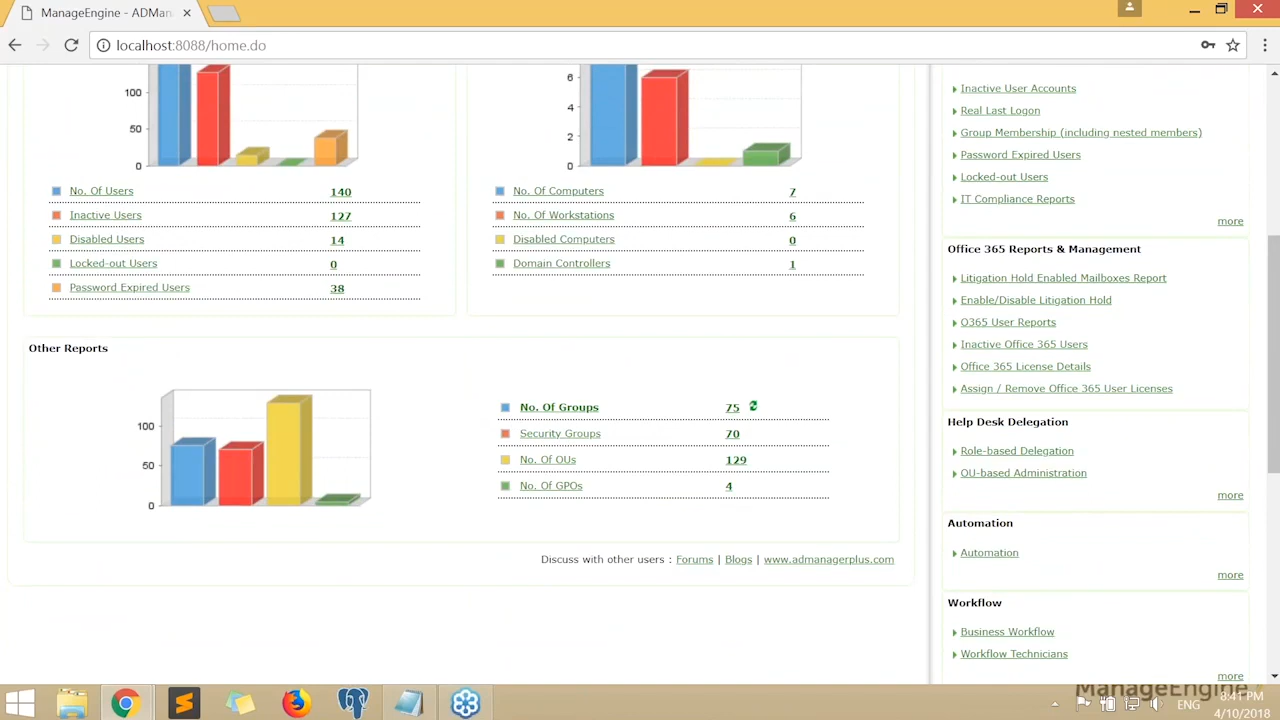 ManageEngine - ADMan
localhost:8088/home.do
100
50
0
No. Of Users 140
Inactive Users 127
Disabled Users 14
Locked-out Users 0
Password Expired Users 38
6
4
2
0
No. Of Computers 7
No. Of Workstations 6
Disabled Computers 0
Domain Controllers 1
Other Reports
100
50
0
No. Of Groups 75
Security Groups 70
No. Of OUs 129
No. Of GPOs 4
Discuss with other users : Forums | Blogs | www.admanagerplus.com
Inactive User Accounts
Real Last Logon
Group Membership (including nested members)
Password Expired Users
Locked-out Users
IT Compliance Reports
more
Office 365 Reports & Management
Litigation Hold Enabled Mailboxes Report
Enable/Disable Litigation Hold
O365 User Reports
Inactive Office 365 Users
Office 365 License Details
Assign / Remove Office 365 User Licenses
Help Desk Delegation
Role-based Delegation
OU-based Administration
more
Automation
Automation
more
Workflow
Business Workflow
Workflow Technicians
more
ManageEngine
ENG
8:41 PM
4/10/2018